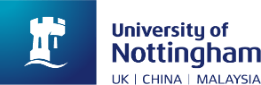 University of
Nottingham
UK | CHINA | MALAYSIA